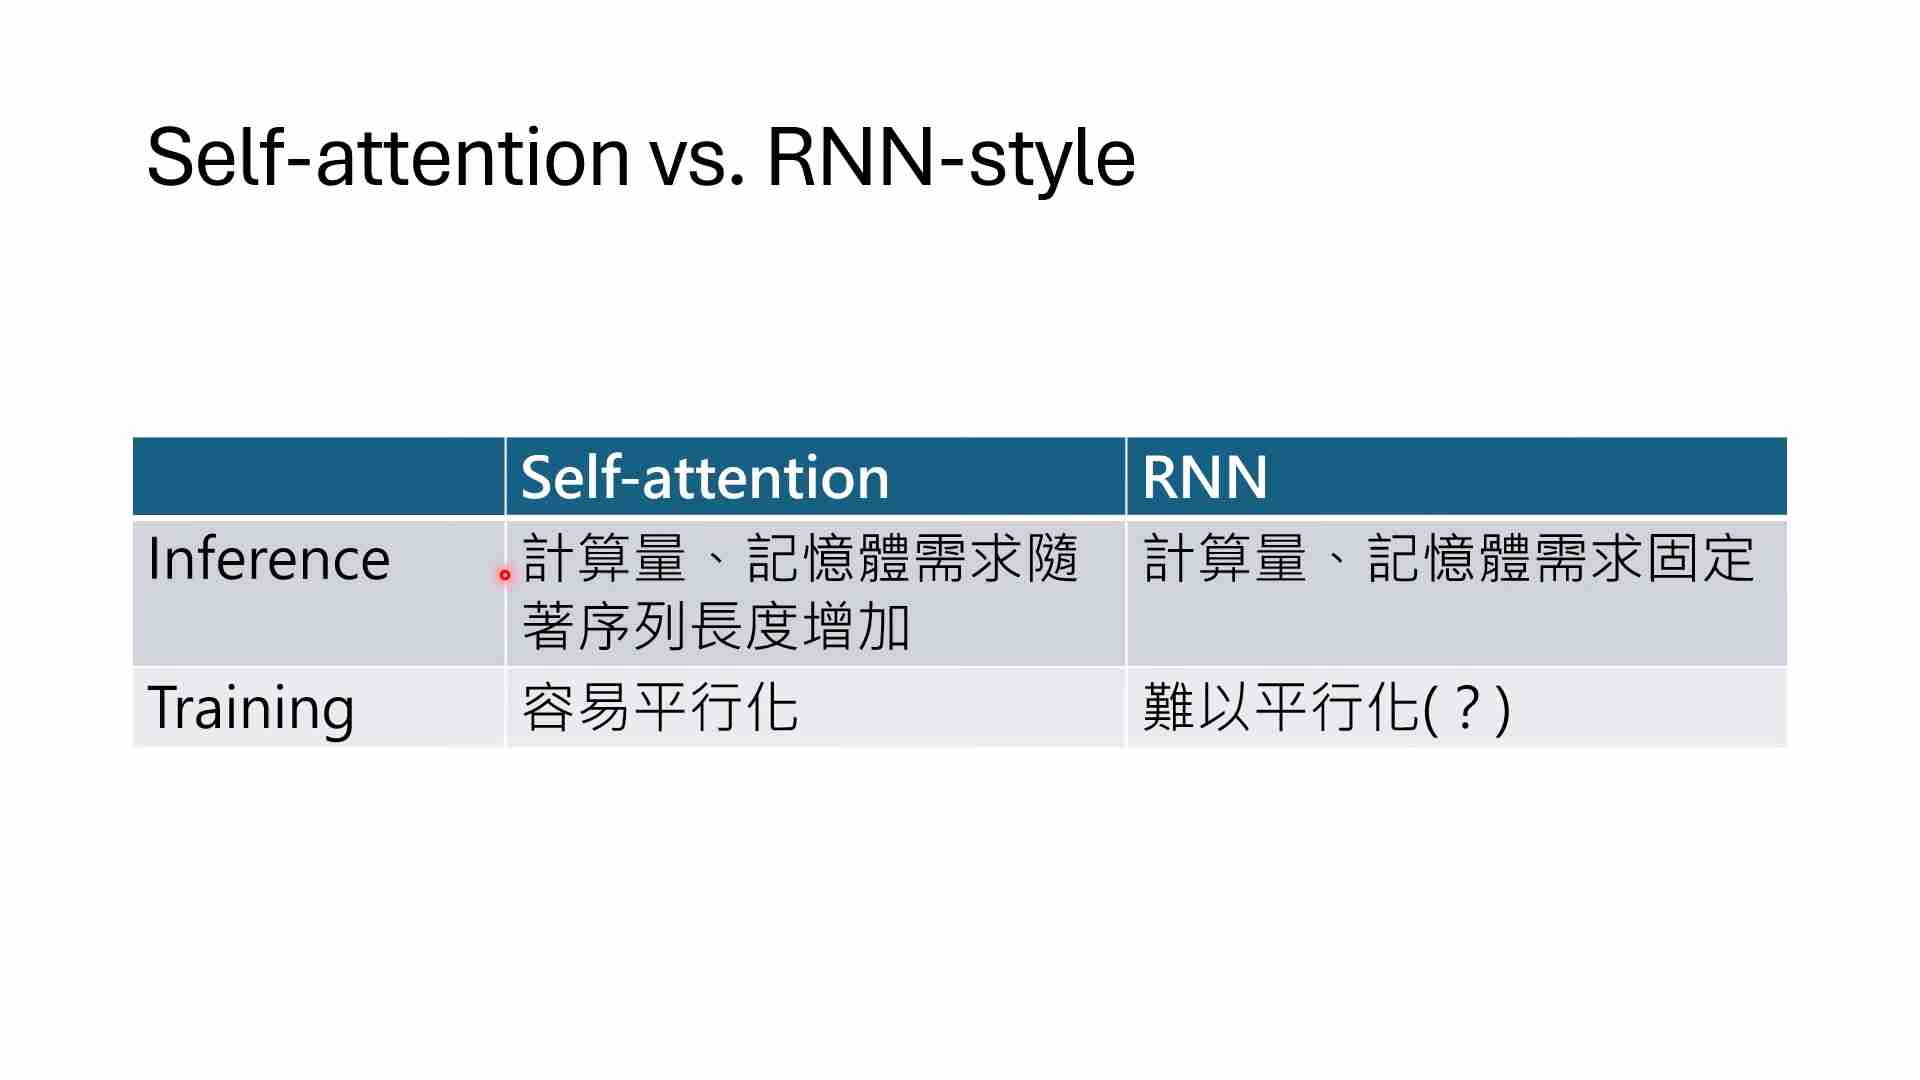 Self-attention vs. RNN-style
Self-attention
RNN
Inference
計算量、記憶體需求隨
著序列長度增加
計算量、記憶體需求固定
Training
容易平行化
難以平行化(？)